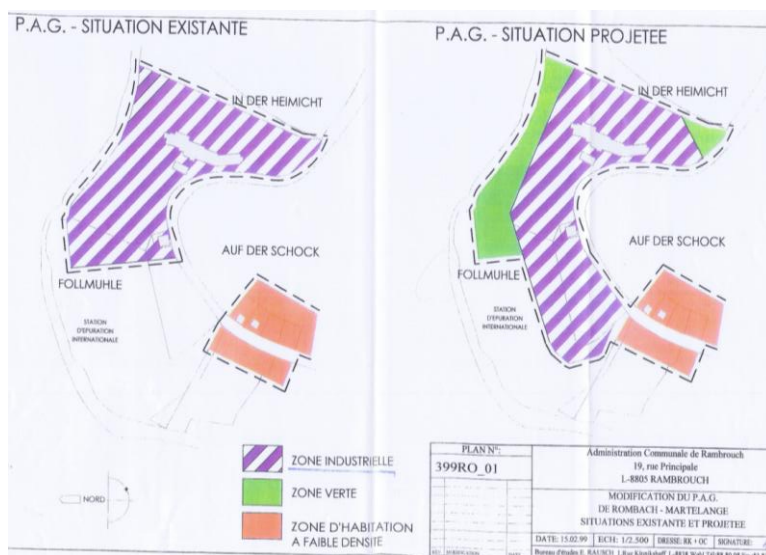 P.A.G. - SITUATION EXISTANTE
IN DER HEIMICHT
AUF DER SCHOCK
FOLLMUHLE
STATION
D'EPURATION
INTERNATIONALE
P.A.G. - SITUATION PROJETEE
IN DER HEIMICHT
AUF DER SCHOCK
FOLLMUHLE
STATION
D'EPURATION
INTERNATIONALE
NORD
ZONE INDUSTRIELLE
ZONE VERTE
ZONE D'HABITATION
A FAIBLE DENSITE
PLAN N°:
399RO_01
Administration Communale de Rambrouch
19, rue Principale
L-8805 RAMBROUCH
MODIFICATION DU P.A.G.
DE ROMBACH - MARTELANGE
SITUATIONS EXISTANTE ET PROJETEE
DATE: 15.02.99 ECH: 1/2.500 DRESSE: RK + OC SIGNATURE:
Bureau d'études E. RAUSCH